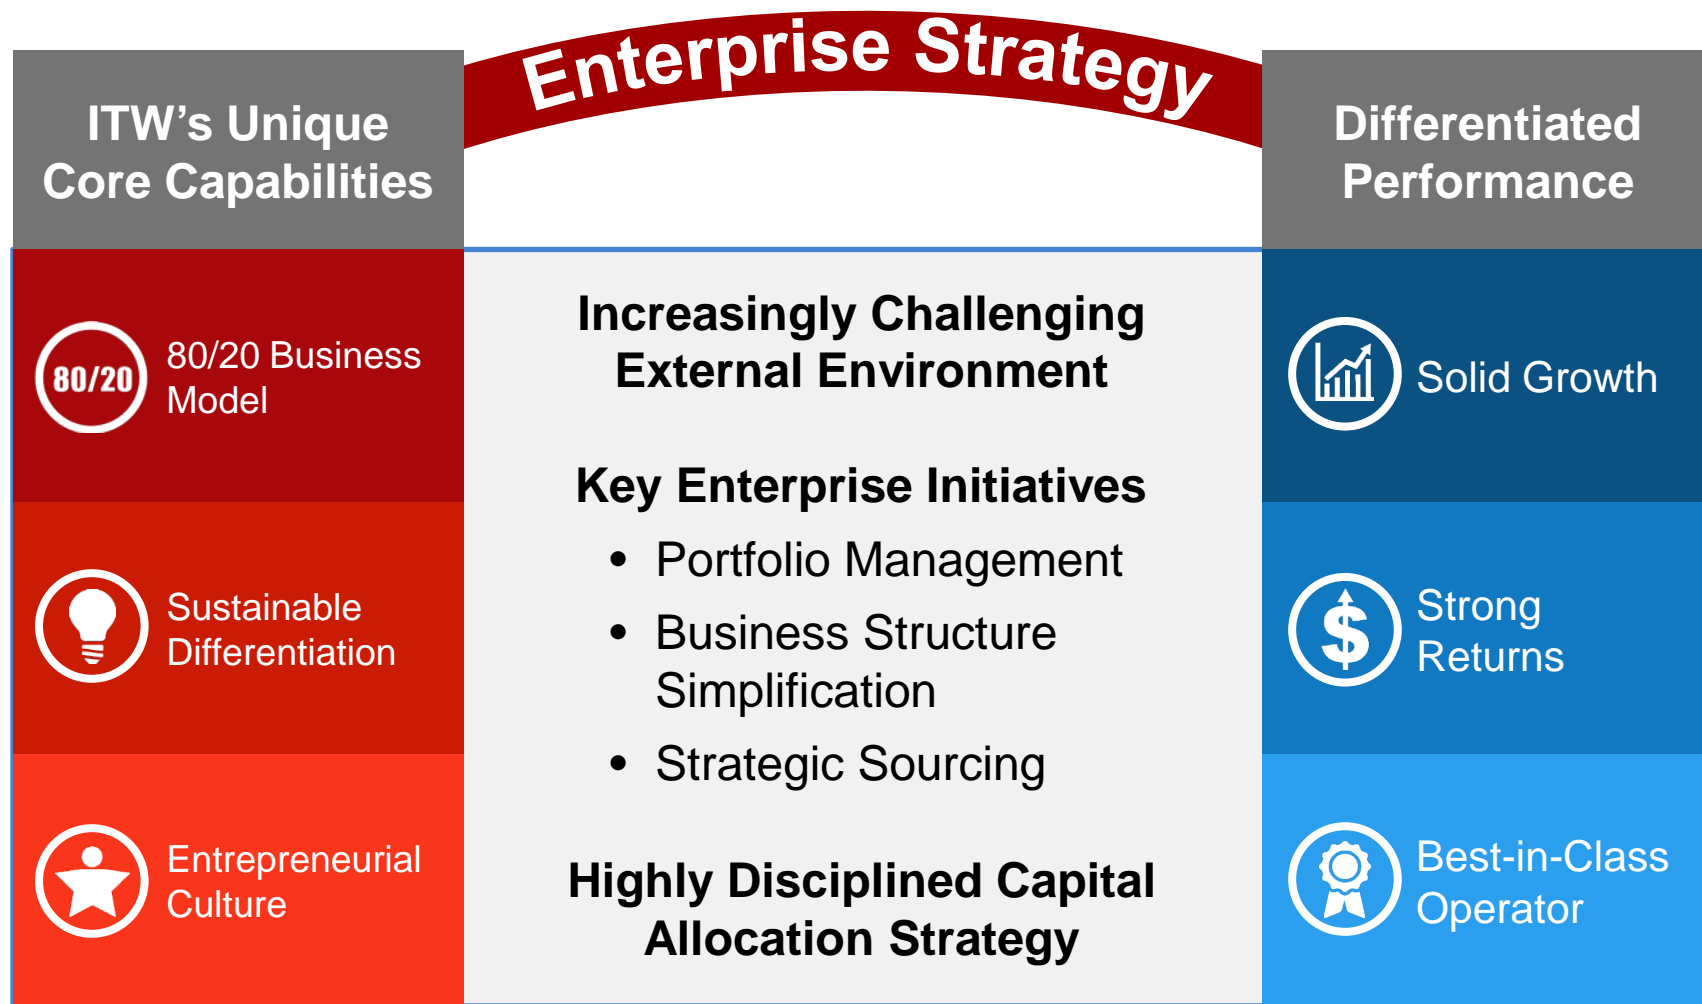 Enterprise Strategy
ITW’s Unique
Core Capabilities
80/20
80/20 Business
Model
Sustainable
Differentiation
Entrepreneurial
Culture
Increasingly Challenging
External Environment
Key Enterprise Initiatives
• Portfolio Management
• Business Structure
Simplification
• Strategic Sourcing
Highly Disciplined Capital
Allocation Strategy
Differentiated
Performance
Solid Growth
$
Strong
Returns
Best-in-Class
Operator